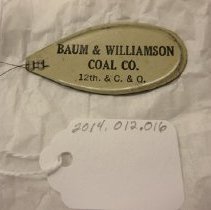 BAUM & WILLIAMSON
COAL CO.
12th. & C. & O.
2014.012.016